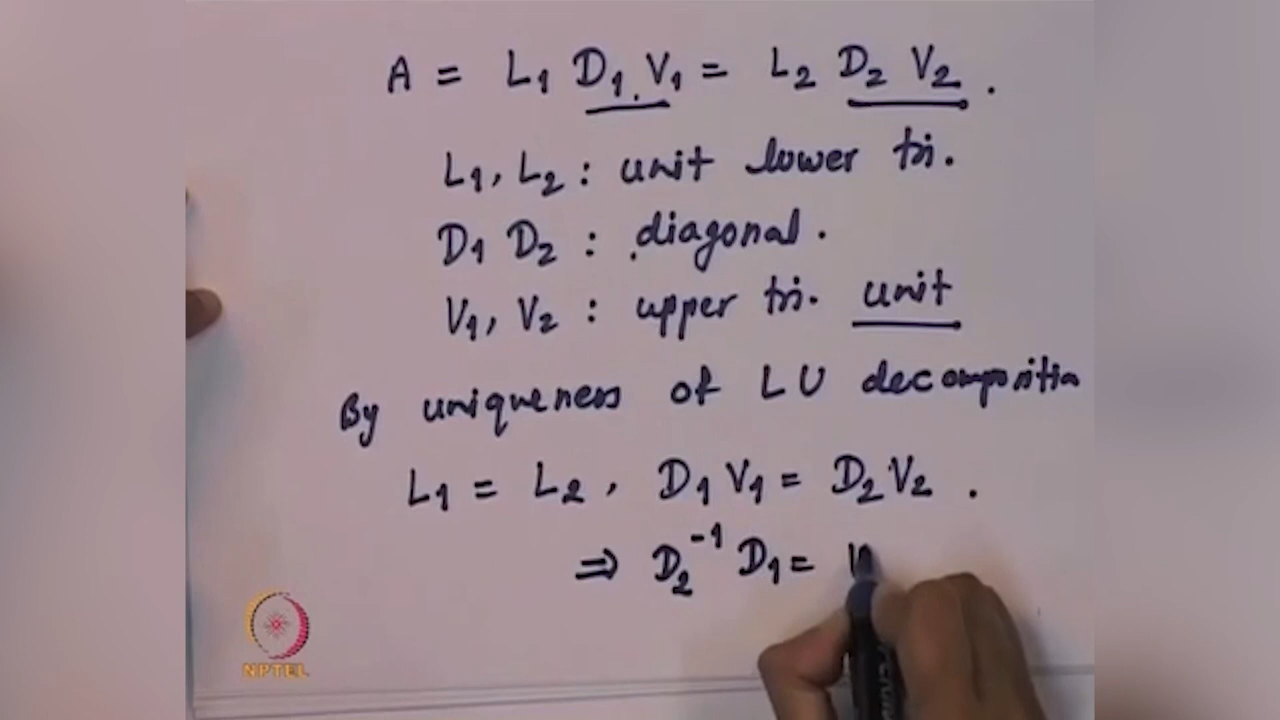 A = L₁ D₁ V₁ = L₂ D₂ V₂ .
L₁, L₂ : unit lower tri.
D₁ D₂ : diagonal.
V₁, V₂ : upper tri. unit
By uniqueness of LU decomposition
L₁ = L₂ , D₁ V₁ = D₂ V₂ .
⇒ D₂⁻¹ D₁ =
NPTEL